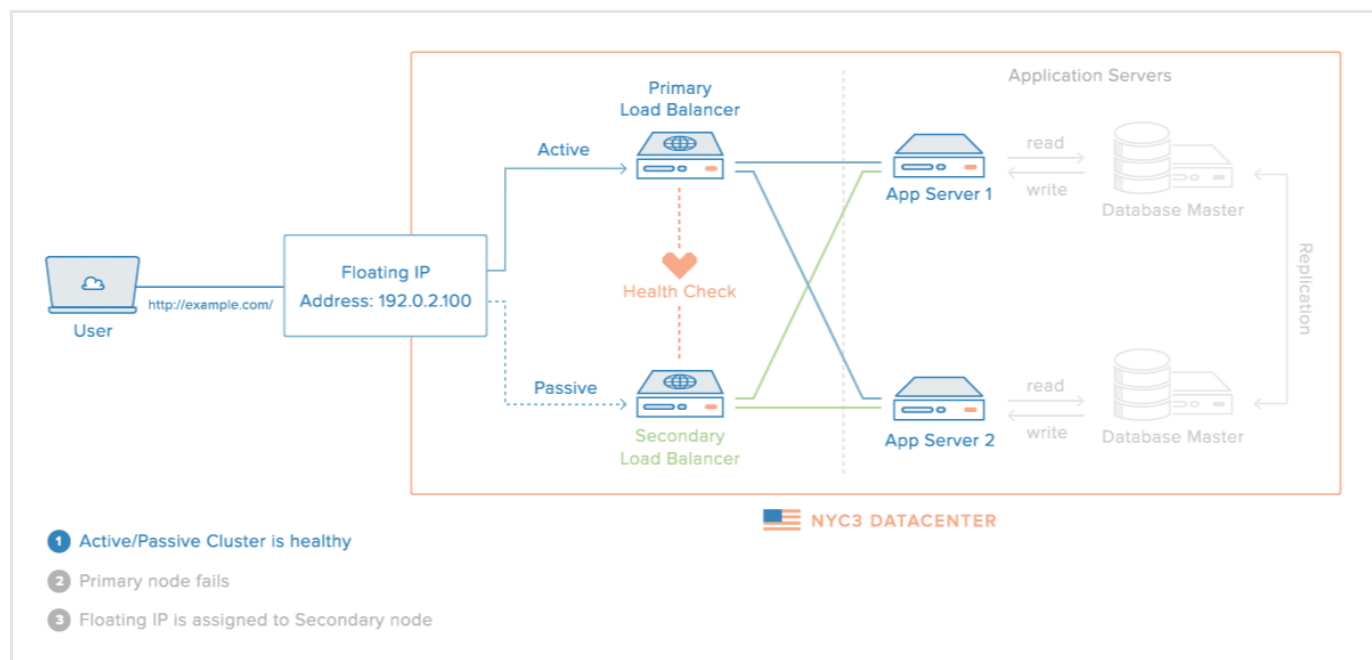 Application Servers
Primary
Load Balancer
Active
read
write
App Server 1
Database Master
Floating IP
Address: 192.0.2.100
http://example.com/
User
Health Check
Replication
Passive
Secondary
Load Balancer
read
write
App Server 2
Database Master
NYC3 DATACENTER
1 Active/Passive Cluster is healthy
2 Primary node fails
3 Floating IP is assigned to Secondary node